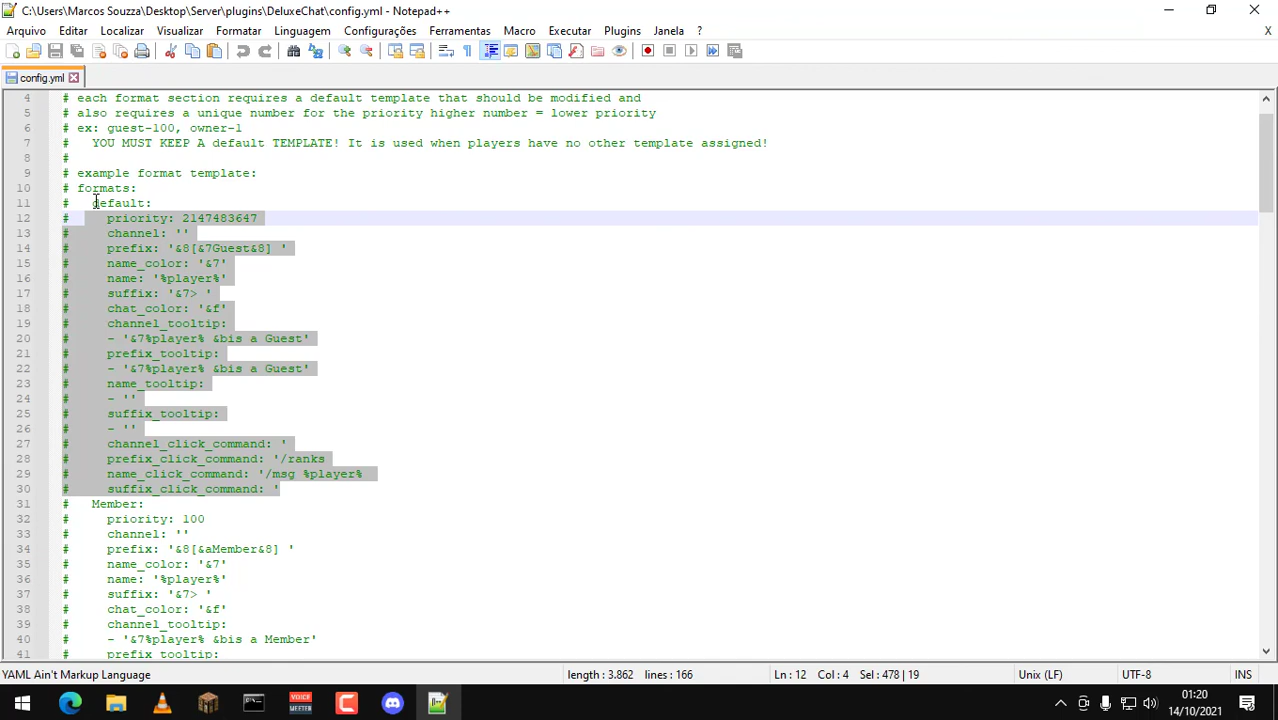 C:\Users\Marcos Souzza\Desktop\Server\plugins\DeluxeChat\config.yml - Notepad++
Arquivo Editar Localizar Visualizar Formatar Linguagem Configurações Ferramentas Macro Executar Plugins Janela ? X
config.yml
4 # each format section requires a default template that should be modified and
5 # also requires a unique number for the priority higher number = lower priority
6 # ex: guest-100, owner-1
7 #   YOU MUST KEEP A default TEMPLATE! It is used when players have no other template assigned!
8 #
9 # example format template:
10 # formats:
11 #   default:
12 #     priority: 2147483647
13 #     channel: ''
14 #     prefix: '&8[&7Guest&8] '
15 #     name_color: '&7'
16 #     name: '%player%'
17 #     suffix: '&7> '
18 #     chat_color: '&f'
19 #     channel_tooltip:
20 #     - '&7%player% &bis a Guest'
21 #     prefix_tooltip:
22 #     - '&7%player% &bis a Guest'
23 #     name_tooltip:
24 #     - ''
25 #     suffix_tooltip:
26 #     - ''
27 #     channel_click_command: '
28 #     prefix_click_command: '/ranks
29 #     name_click_command: '/msg %player%
30 #     suffix_click_command: '
31 #   Member:
32 #     priority: 100
33 #     channel: ''
34 #     prefix: '&8[&aMember&8] '
35 #     name_color: '&7'
36 #     name: '%player%'
37 #     suffix: '&7> '
38 #     chat_color: '&f'
39 #     channel_tooltip:
40 #     - '&7%player% &bis a Member'
41 #     prefix_tooltip:
YAML Ain't Markup Language length : 3.862 lines : 166 Ln : 12 Col : 4 Sel : 478 | 19 Unix (LF) UTF-8 INS
VOICE MEETER
01:20
14/10/2021